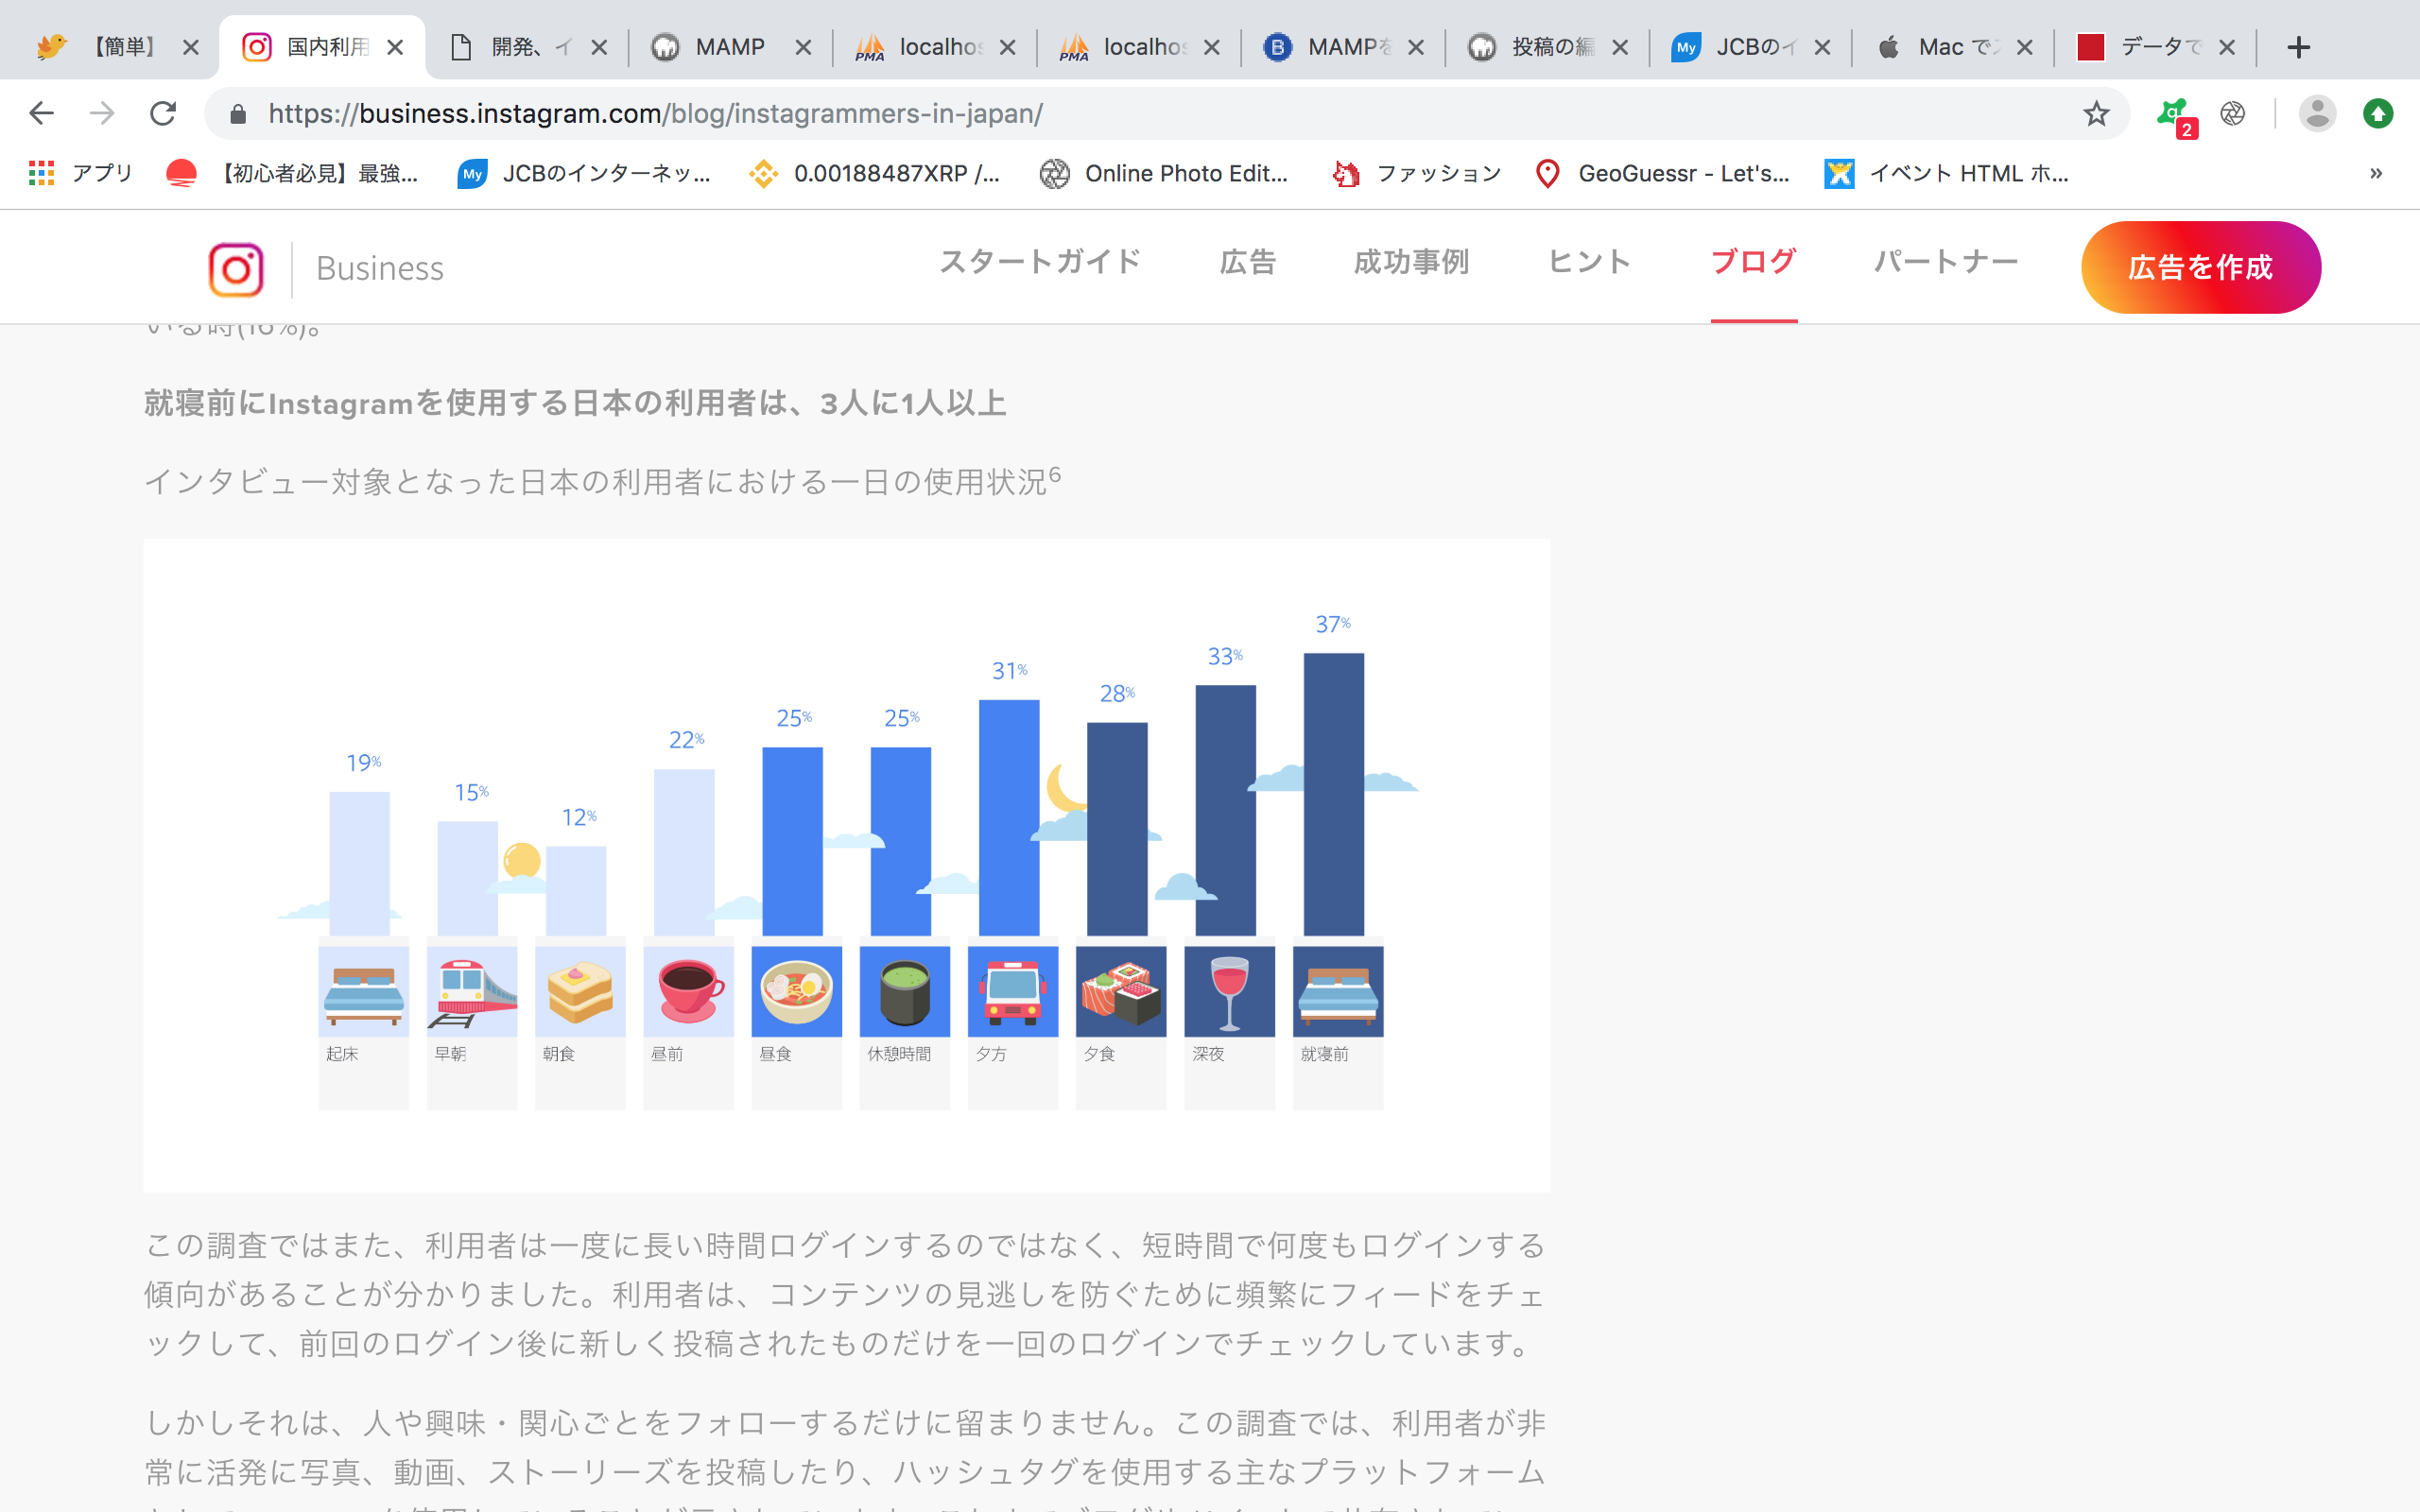 【簡単】
国内利用
開発、イ
MAMP
localhos
localhos
MAMPを
投稿の編
JCBのイ
Mac でス
データで
https://business.instagram.com/blog/instagrammers-in-japan/
2
アプリ
【初心者必見】最強...
My
JCBのインターネッ...
0.00188487XRP /...
Online Photo Edit...
ファッション
GeoGuessr - Let's...
イベント HTML ホ...
»
Business
スタートガイド
広告
成功事例
ヒント
ブログ
パートナー
広告を作成
いる時(16%)。
就寝前にInstagramを使用する日本の利用者は、3人に1人以上
インタビュー対象となった日本の利用者における一日の使用状況6
19%
15%
12%
22%
25%
25%
31%
28%
33%
37%
起床
早朝
朝食
昼前
昼食
休憩時間
夕方
夕食
深夜
就寝前
この調査ではまた、利用者は一度に長い時間ログインするのではなく、短時間で何度もログインする
傾向があることが分かりました。利用者は、コンテンツの見逃しを防ぐために頻繁にフィードをチェ
ックして、前回のログイン後に新しく投稿されたものだけを一回のログインでチェックしています。
しかしそれは、人や興味・関心ごとをフォローするだけに留まりません。この調査では、利用者が非
常に活発に写真、動画、ストーリーズを投稿したり、ハッシュタグを使用する主なプラットフォーム